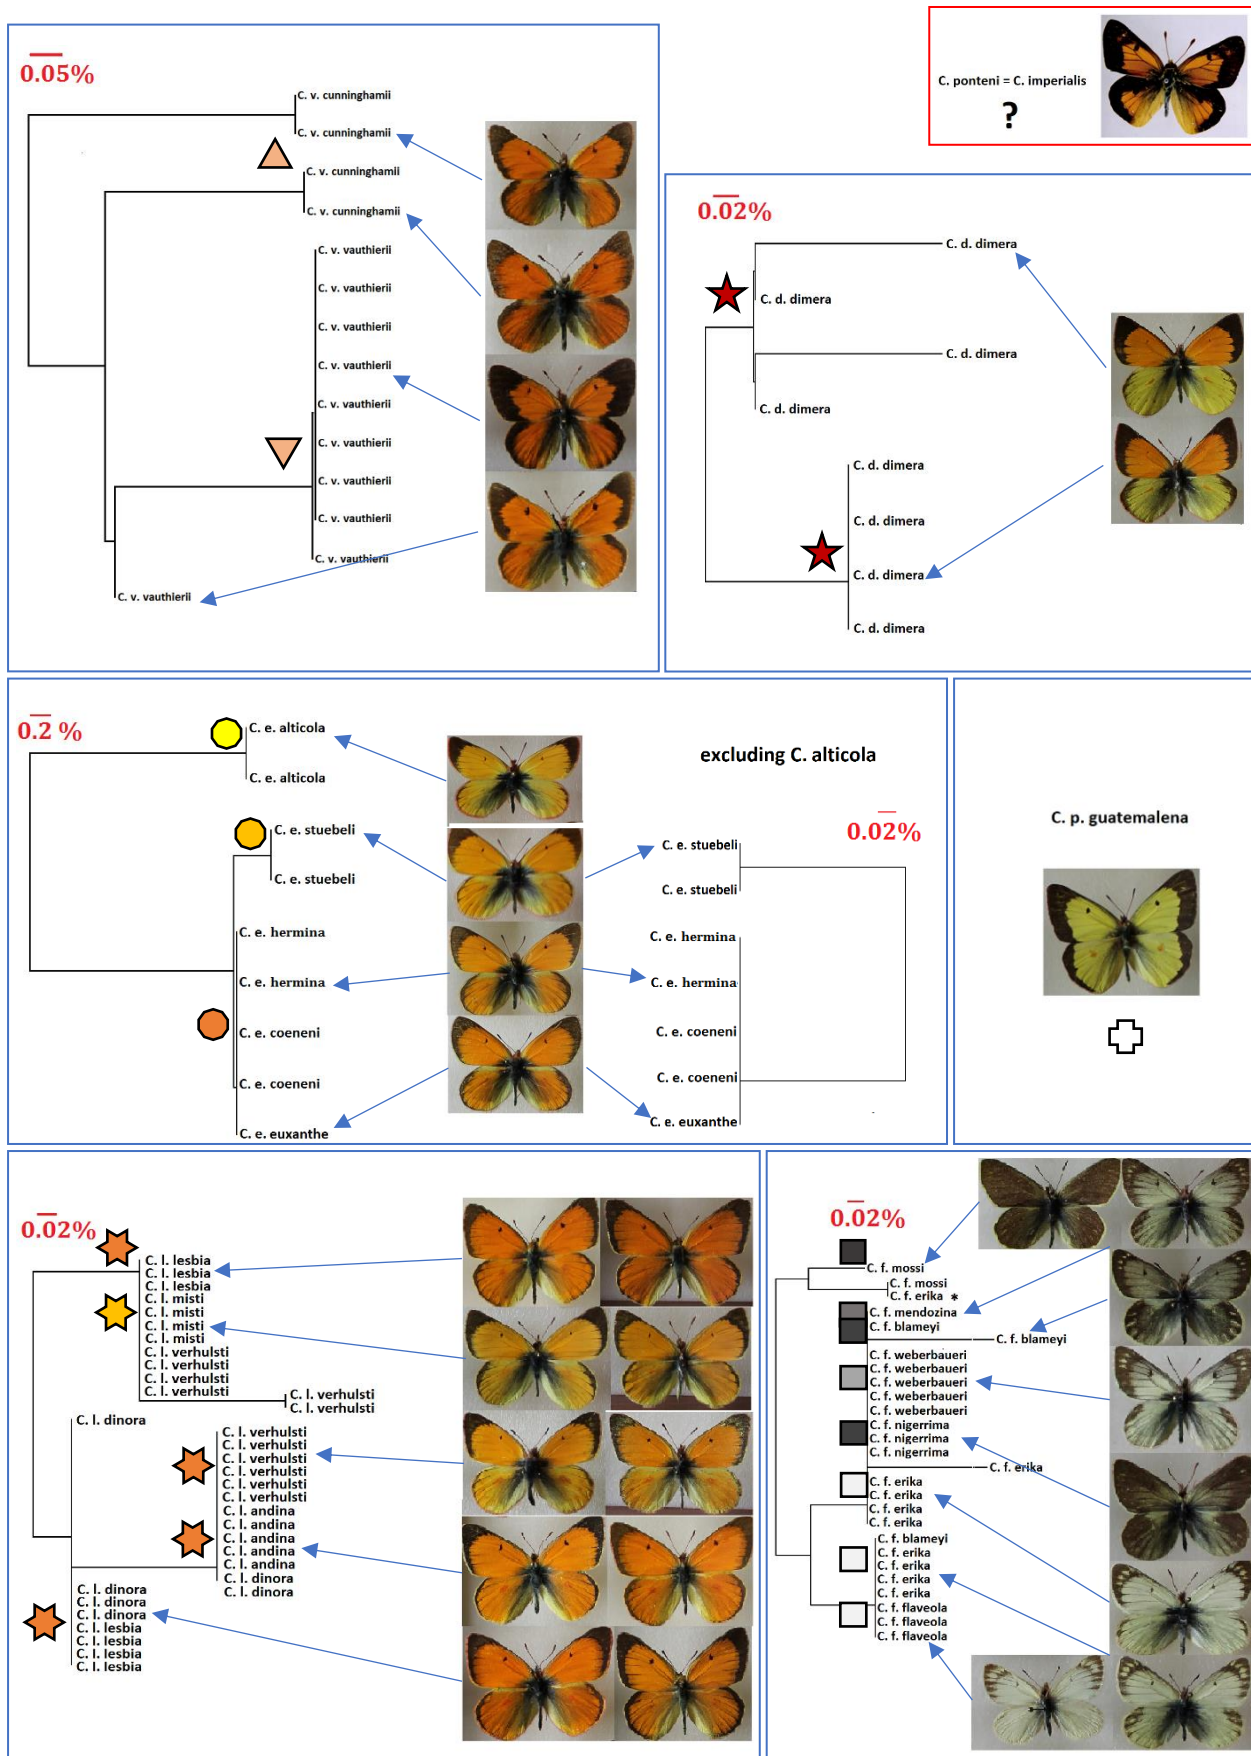 0.05%
C. v. cunninghamii
C. v. cunninghamii
C. v. cunninghamii
C. v. cunninghamii
C. v. vauthierii
C. v. vauthierii
C. v. vauthierii
C. v. vauthierii
C. v. vauthierii
C. v. vauthierii
C. v. vauthierii
C. v. vauthierii
C. v. vauthierii
C. v. vauthierii
C. ponteni = C. imperialis
?
0.02%
C. d. dimera
C. d. dimera
C. d. dimera
C. d. dimera
C. d. dimera
C. d. dimera
C. d. dimera
C. d. dimera
0.2 %
C. e. alticola
C. e. alticola
C. e. stuebeli
C. e. stuebeli
C. e. hermina
C. e. hermina
C. e. coeneni
C. e. coeneni
C. e. euxanthe
excluding C. alticola
0.02%
C. e. stuebeli
C. e. stuebeli
C. e. hermina
C. e. hermina
C. e. coeneni
C. e. coeneni
C. e. euxanthe
C. p. guatemalena
0.02%
C. l. lesbia
C. l. lesbia
C. l. lesbia
C. l. misti
C. l. misti
C. l. misti
C. l. misti
C. l. verhulsti
C. l. verhulsti
C. l. verhulsti
C. l. verhulsti
C. l. verhulsti
C. l. verhulsti
C. l. dinora
C. l. verhulsti
C. l. verhulsti
C. l. verhulsti
C. l. verhulsti
C. l. verhulsti
C. l. verhulsti
C. l. andina
C. l. andina
C. l. andina
C. l. andina
C. l. andina
C. l. dinora
C. l. dinora
C. l. dinora
C. l. dinora
C. l. dinora
C. l. lesbia
C. l. lesbia
C. l. lesbia
C. l. lesbia
0.02%
C. f. mossi
C. f. mossi
C. f. erika *
C. f. mendozina
C. f. blameyi
C. f. blameyi
C. f. weberbaueri
C. f. weberbaueri
C. f. weberbaueri
C. f. weberbaueri
C. f. weberbaueri
C. f. nigerrima
C. f. nigerrima
C. f. nigerrima
C. f. erika
C. f. erika
C. f. erika
C. f. erika
C. f. erika
C. f. blameyi
C. f. erika
C. f. erika
C. f. erika
C. f. erika
C. f. flaveola
C. f. flaveola
C. f. flaveola